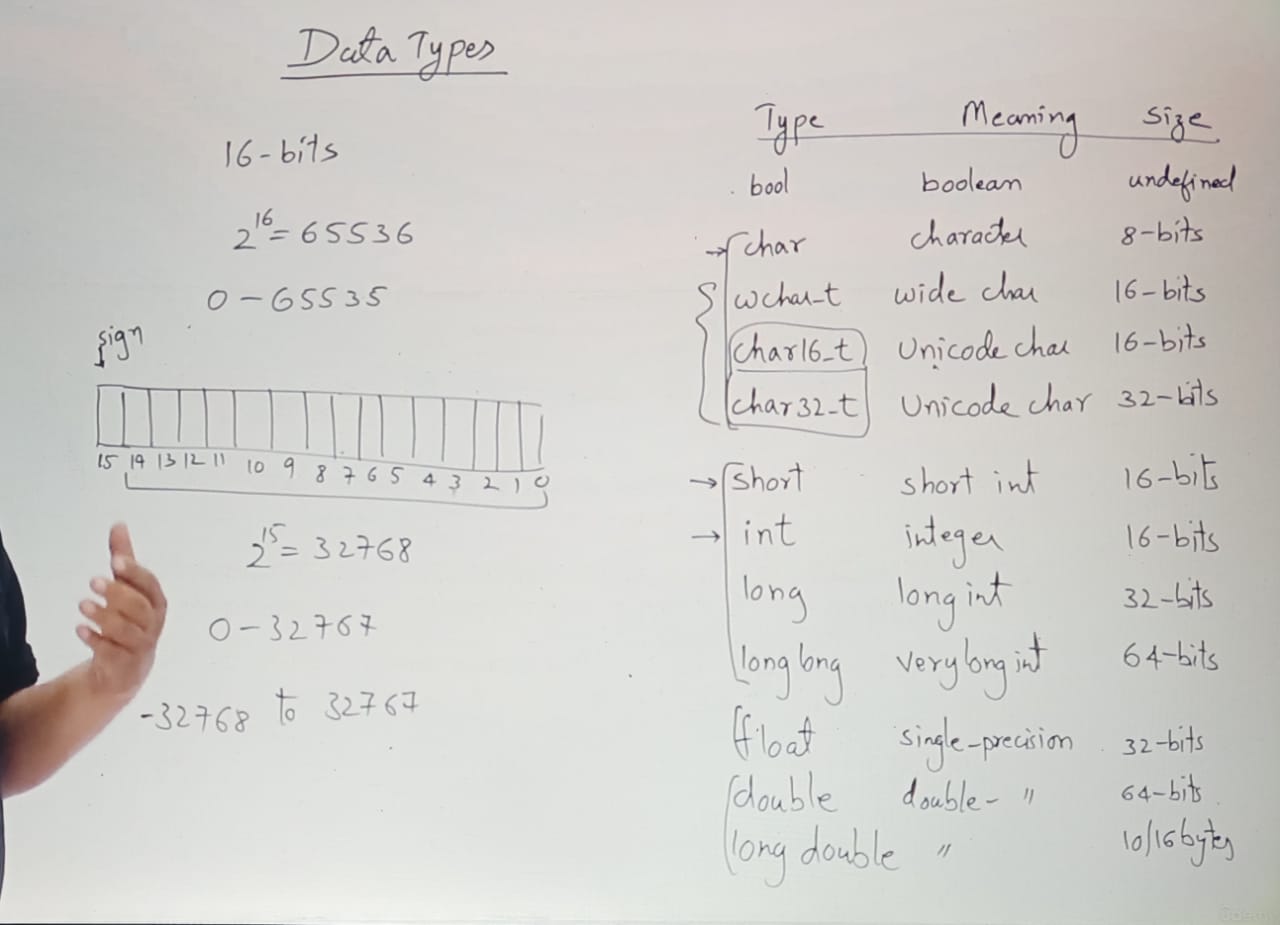 Data Types
16-bits
2^16 = 65536
0 - 65535
sign
15 14 13 12 11 10 9 8 7 6 5 4 3 2 1 0
2^15 = 32768
0 - 32767
-32768 to 32767
Type Meaning Size
bool boolean undefined
char character 8-bits
wchar_t wide char 16-bits
char16_t Unicode char 16-bits
char32_t Unicode char 32-bits
short short int 16-bits
int integer 16-bits
long long int 32-bits
long long very long int 64-bits
float single-precision 32-bits
double double- " 64-bits
long double " 10/16 bytes
Udemy